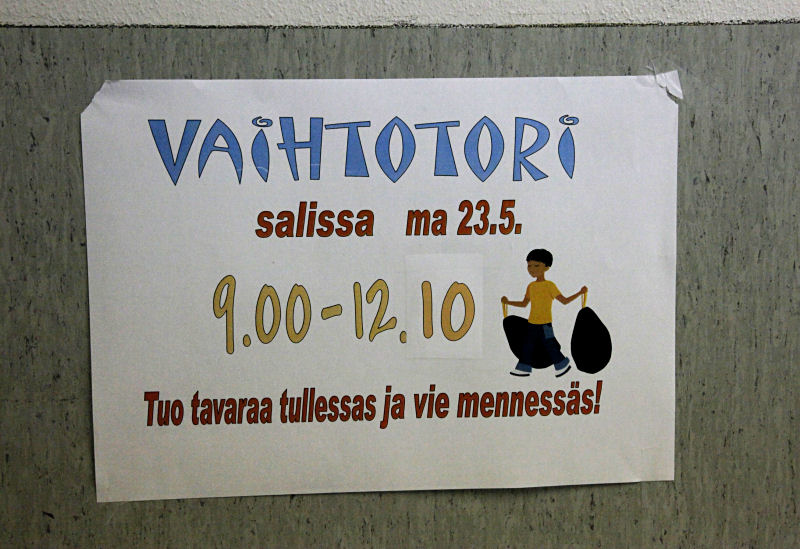 VAIHTOTORI
salissa ma 23.5.
9.00-12.10
Tuo tavaraa tullessas ja vie mennessäs!